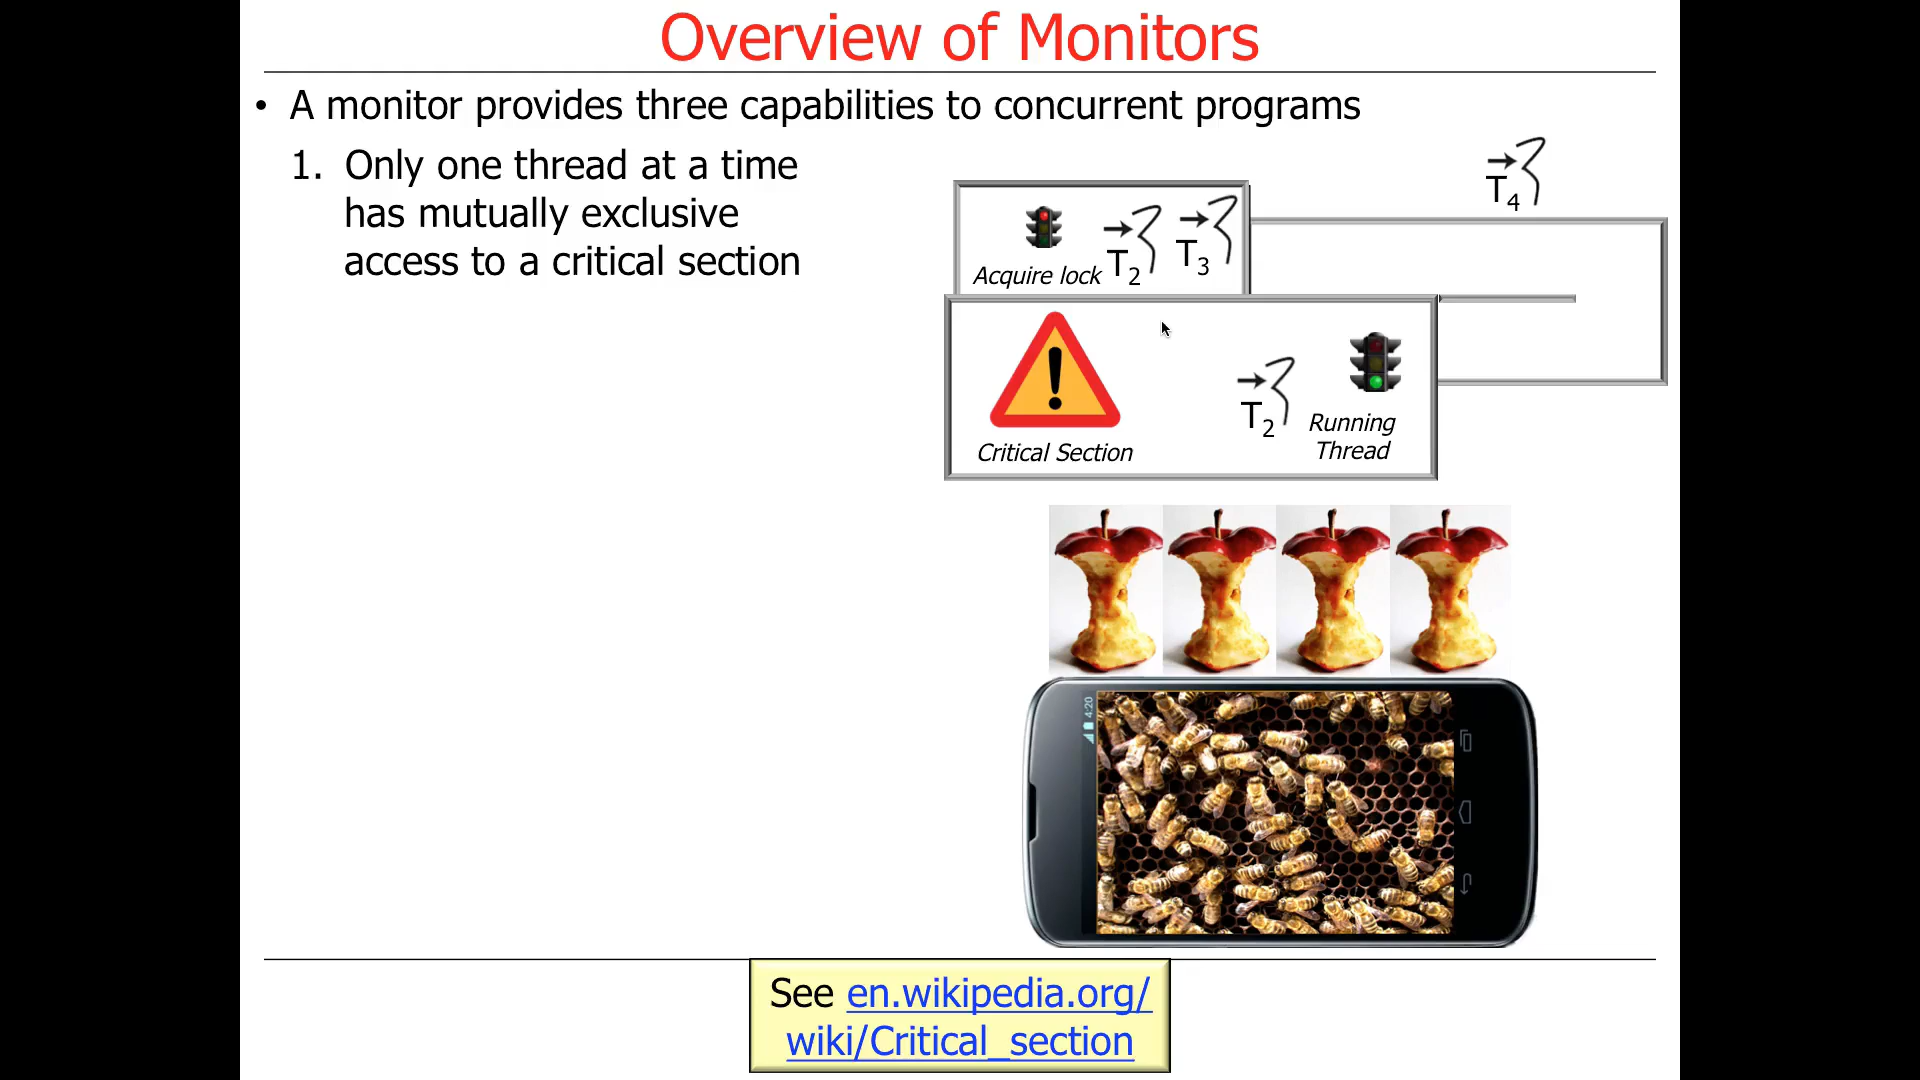 Overview of Monitors
• A monitor provides three capabilities to concurrent programs
1. Only one thread at a time
has mutually exclusive
access to a critical section
T4
Acquire lock T2 T3
Critical Section
T2
Running
Thread
4:20
See en.wikipedia.org/
wiki/Critical_section